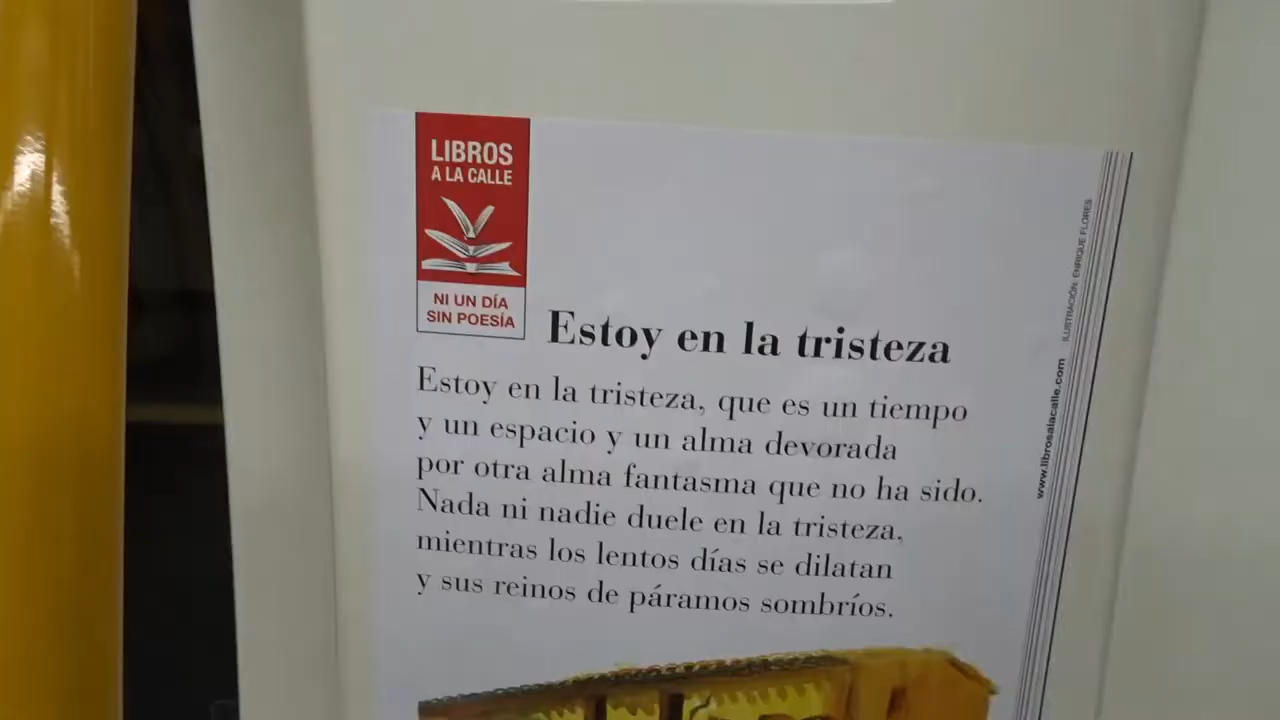 LIBROS
A LA CALLE
NI UN DÍA
SIN POESÍA
Estoy en la tristeza
Estoy en la tristeza, que es un tiempo
y un espacio y un alma devorada
por otra alma fantasma que no ha sido.
Nada ni nadie duele en la tristeza,
mientras los lentos días se dilatan
y sus reinos de páramos sombríos.
www.librosalacalle.com ILUSTRACIÓN: ENRIQUE FLORES